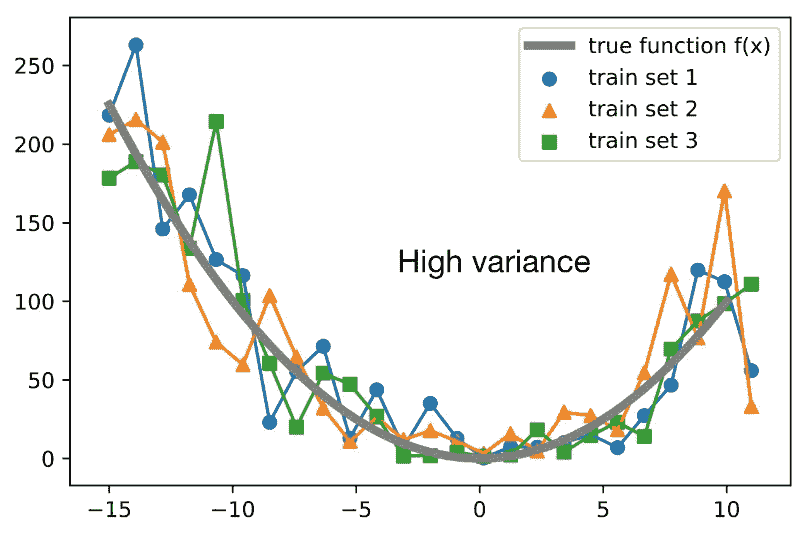 true function f(x)
train set 1
train set 2
train set 3
High variance
250
200
150
100
50
0
−15
−10
−5
0
5
10